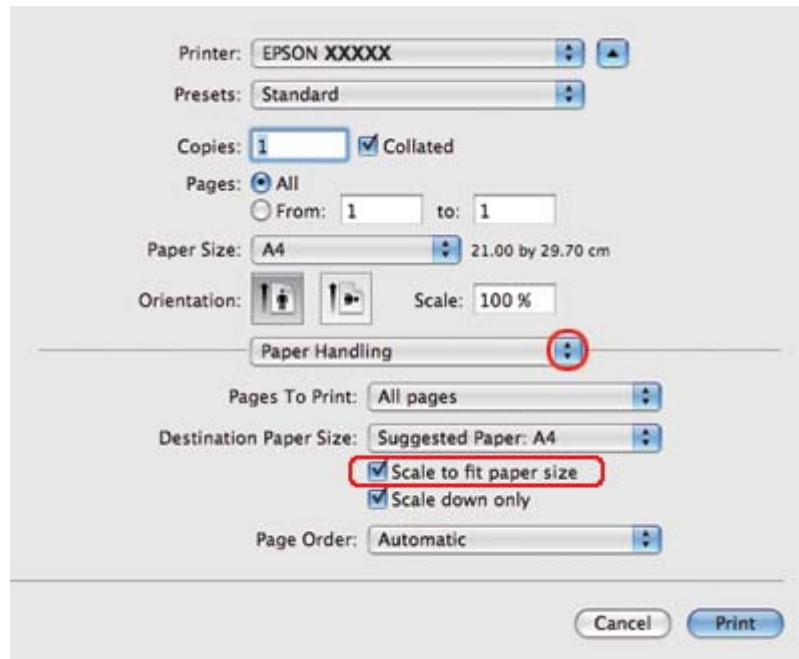 Printer: EPSON XXXXX
Presets: Standard
Copies: 1 Collated
Pages: All
From: 1 to: 1
Paper Size: A4 21.00 by 29.70 cm
Orientation: Scale: 100 %
Paper Handling
Pages To Print: All pages
Destination Paper Size: Suggested Paper: A4
Scale to fit paper size
Scale down only
Page Order: Automatic
Cancel Print